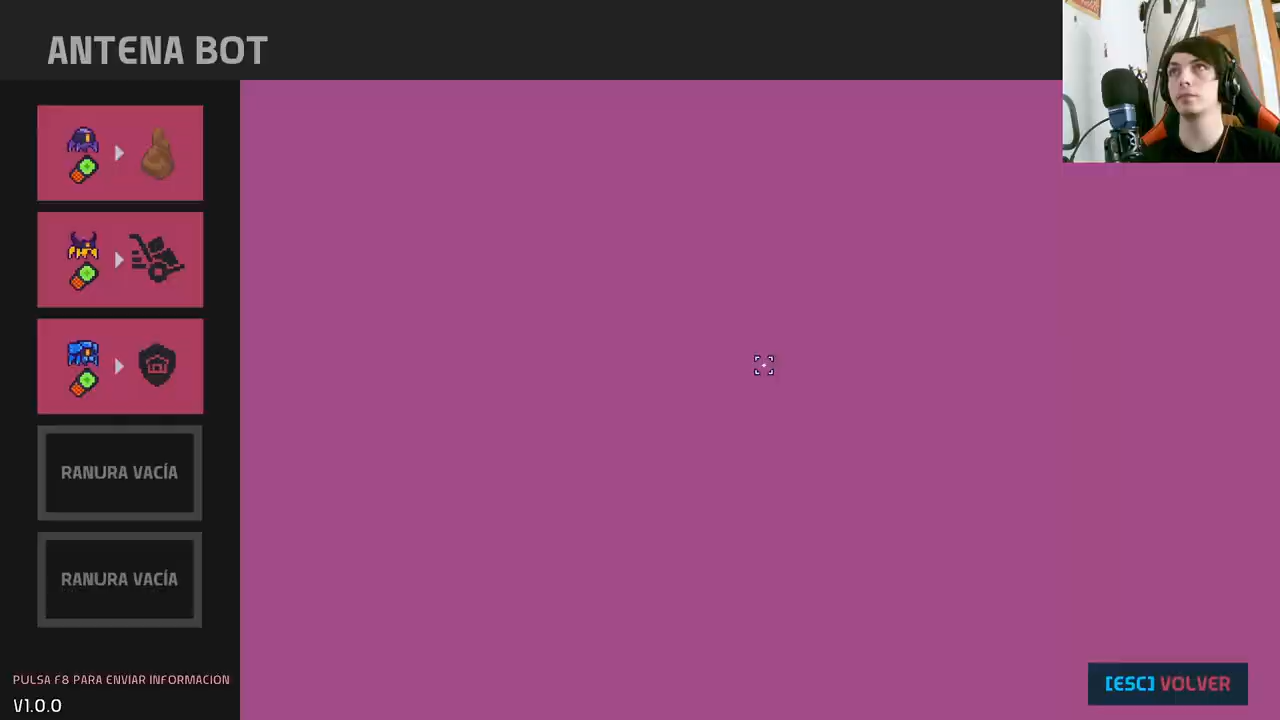 ANTENA BOT
RANURA VACÍA
RANURA VACÍA
PULSA F8 PARA ENVIAR INFORMACION
V1.0.0
[ESC] VOLVER